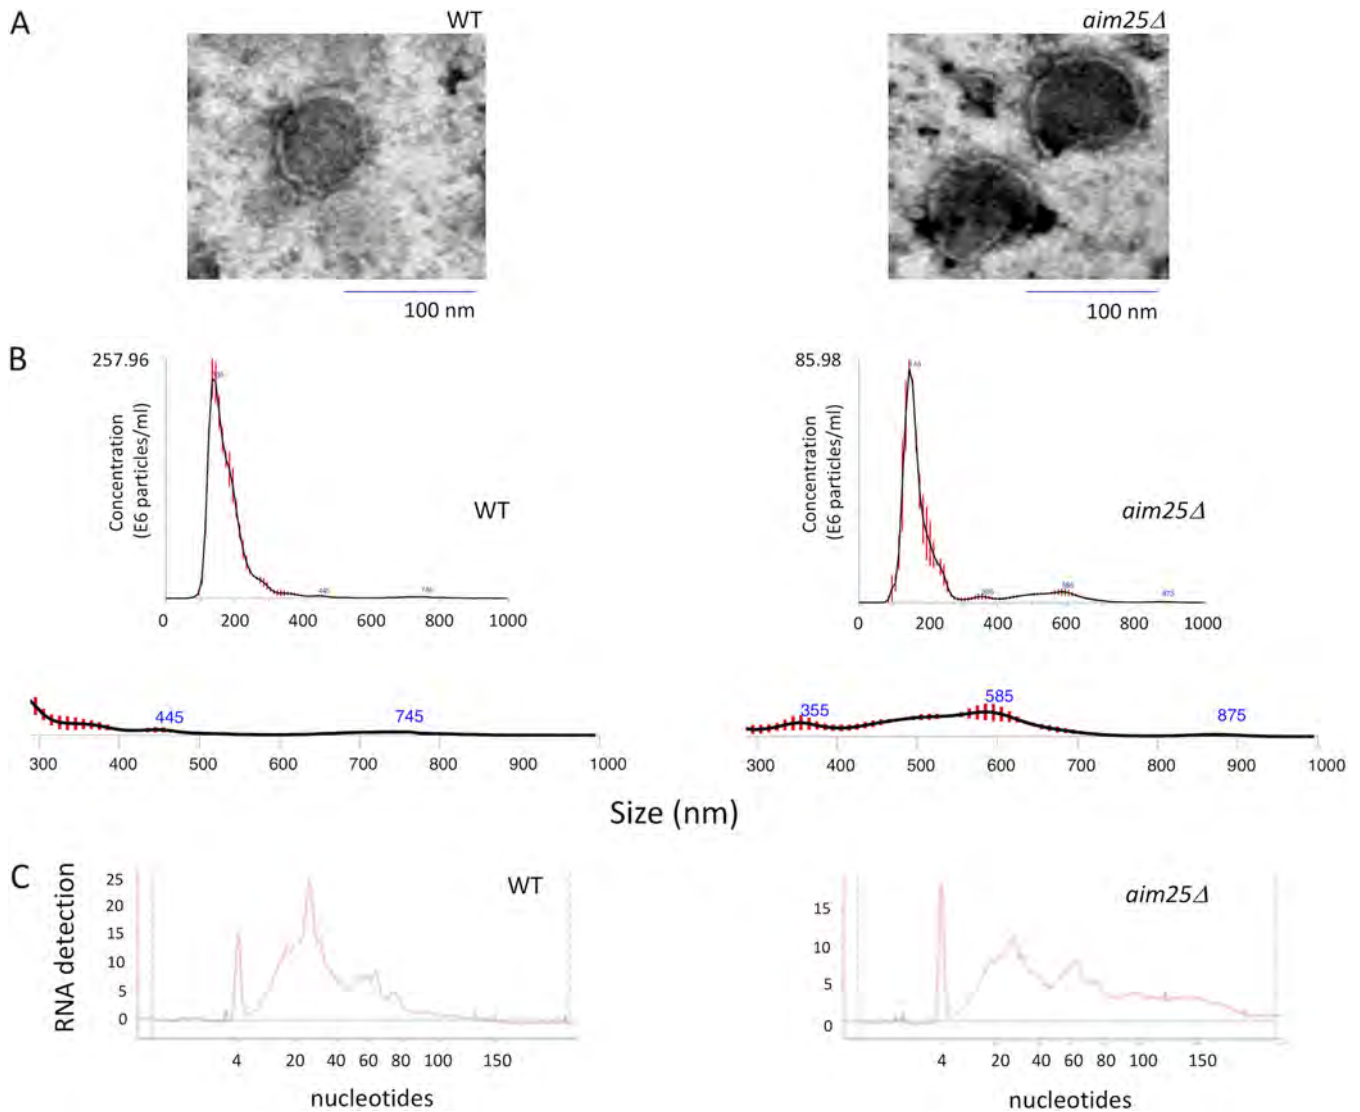 A
WT
aim25Δ
100 nm
100 nm
B
257.96
Concentration
(E6 particles/ml)
WT
445
0 200 400 600 800 1000
85.98
Concentration
(E6 particles/ml)
aim25Δ
585
0 200 400 600 800 1000
445 745
300 400 500 600 700 800 900 1000
355 585 875
300 400 500 600 700 800 900 1000
Size (nm)
C
RNA detection
25
20
15
10
5
0
WT
4 20 40 60 80 100 150
nucleotides
15
10
5
0
aim25Δ
4 20 40 60 80 100 150
nucleotides